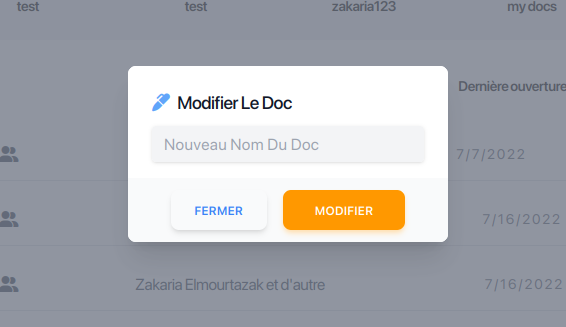 test test zakaria123 my docs
Dernière ouverture
Modifier Le Doc
Nouveau Nom Du Doc
7/7/2022
FERMER MODIFIER
7/16/2022
Zakaria Elmourtazak et d'autre 7/16/2022